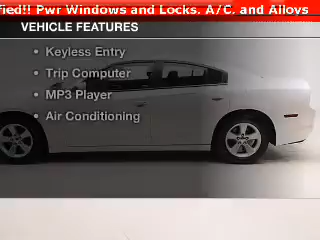 fied!! Pwr Windows and Locks. A/C. and Alloys
VEHICLE FEATURES
• Keyless Entry
• Trip Computer
• MP3 Player
• Air Conditioning